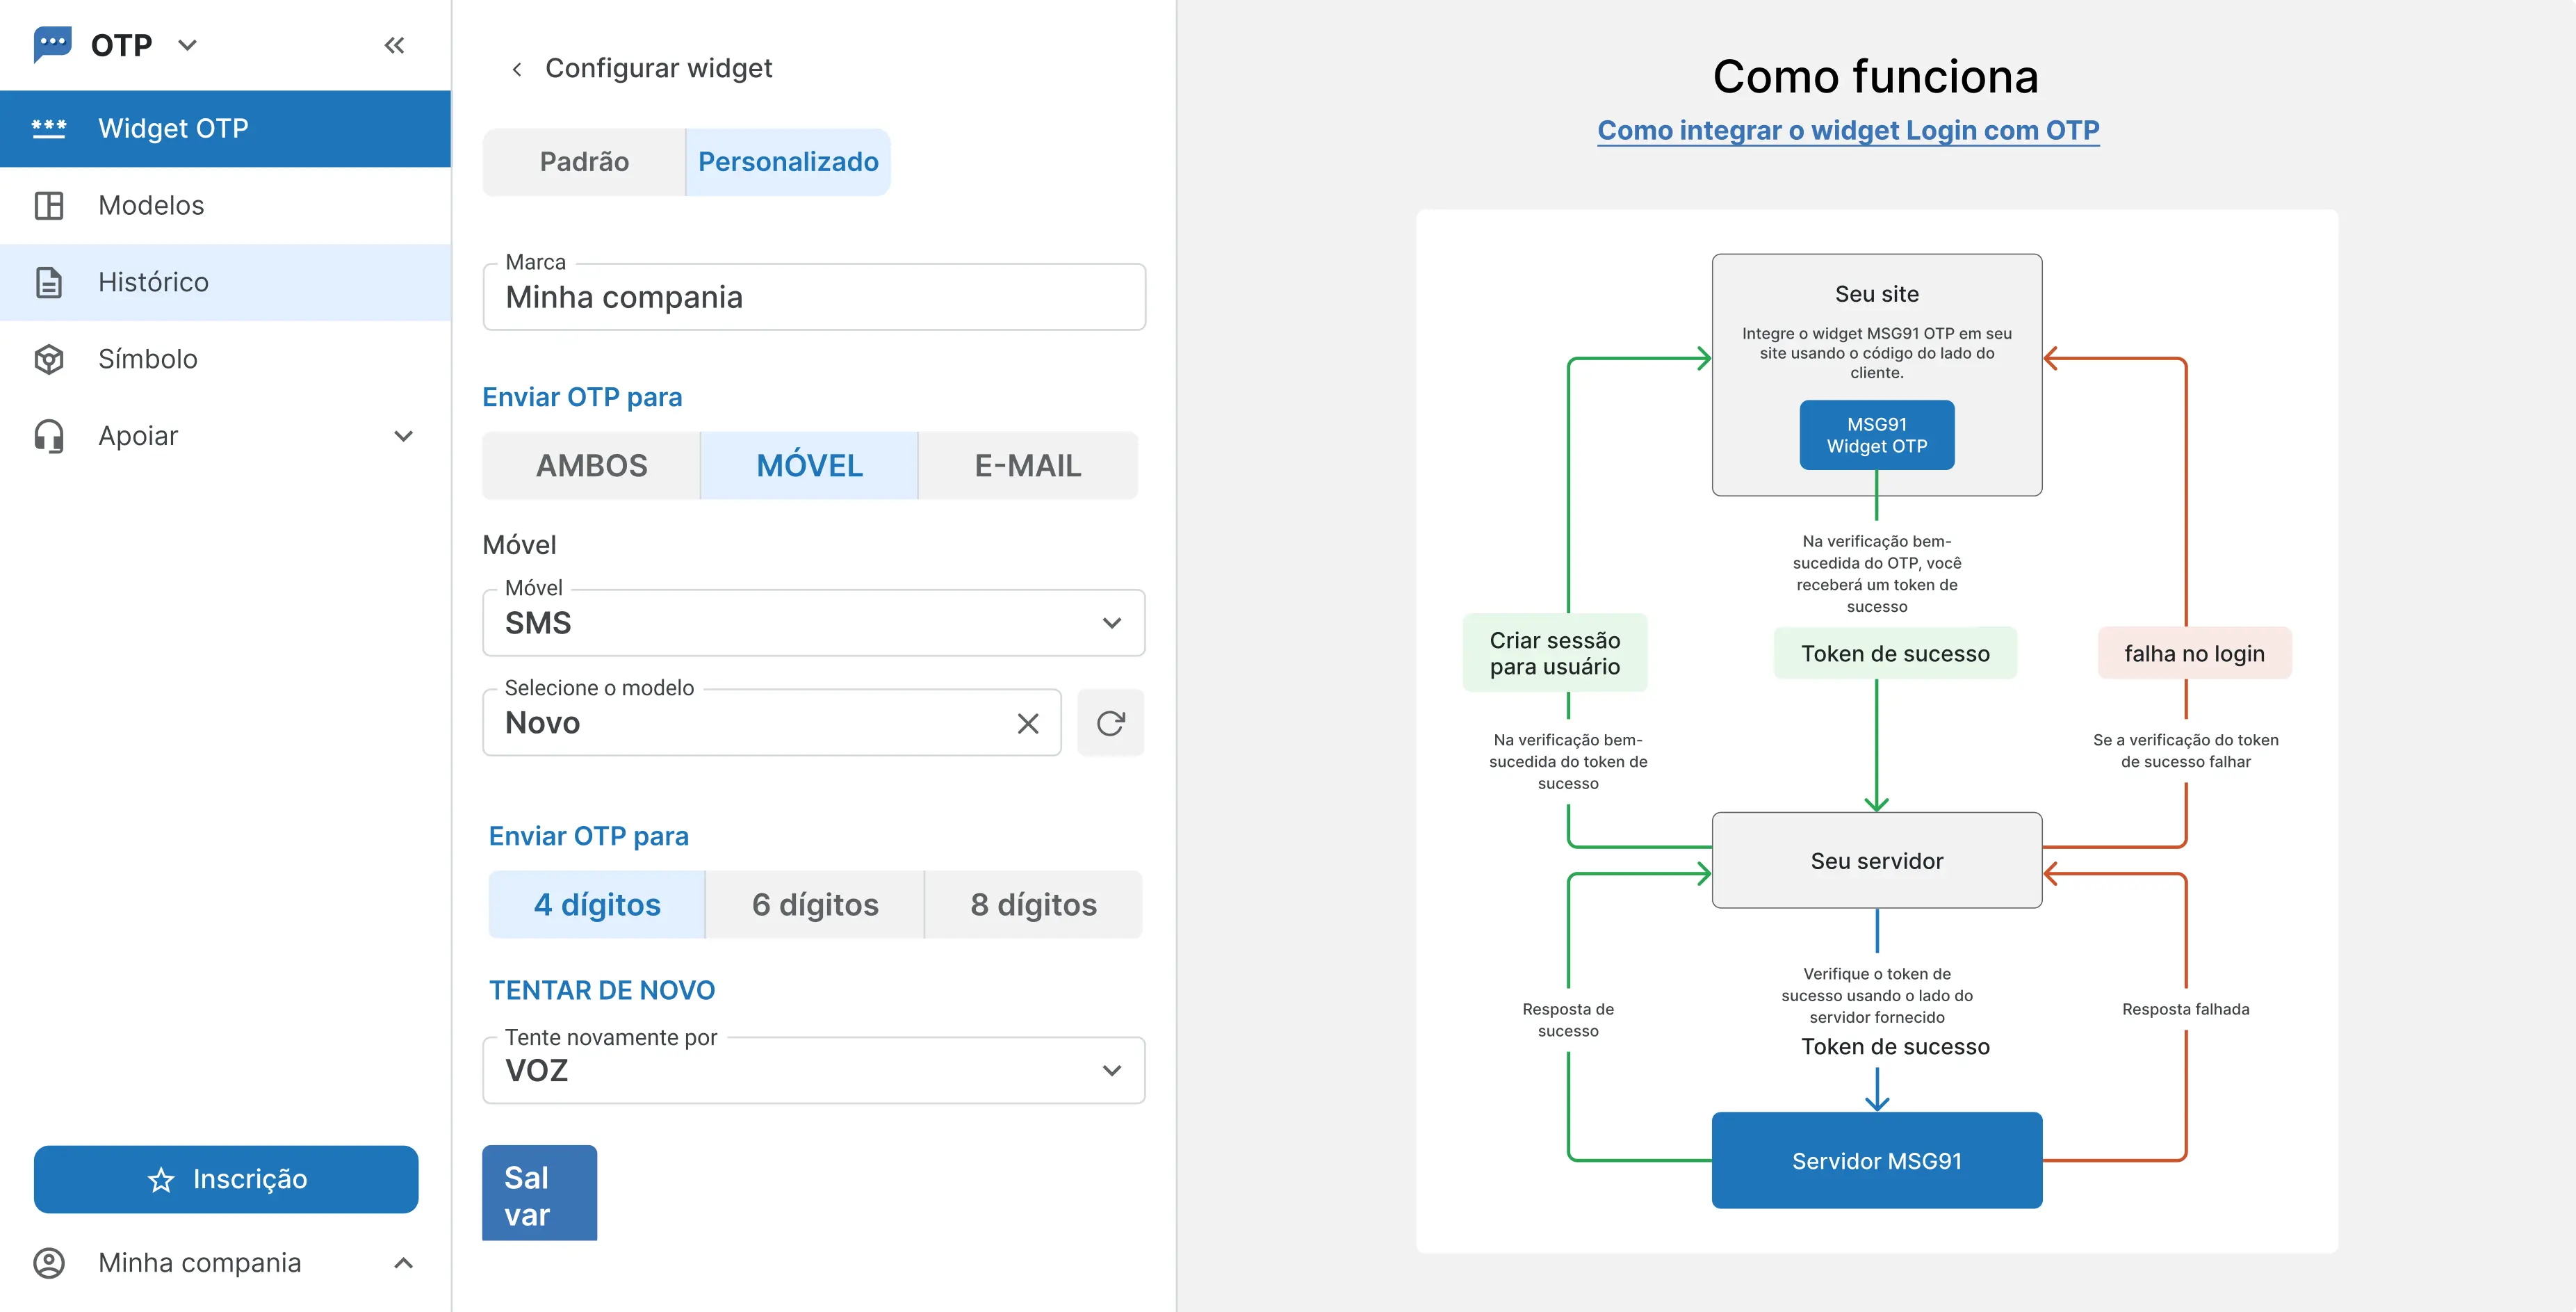 OTP
Widget OTP
Modelos
Histórico
Símbolo
Apoiar
Inscrição
Minha compania
Configurar widget
Padrão
Personalizado
Marca
Minha compania
Enviar OTP para
AMBOS
MÓVEL
E-MAIL
Móvel
Móvel
SMS
Selecione o modelo
Novo
Enviar OTP para
4 dígitos
6 dígitos
8 dígitos
TENTAR DE NOVO
Tente novamente por
VOZ
Sal
var
Como funciona
Como integrar o widget Login com OTP
Seu site
Integre o widget MSG91 OTP em seu
site usando o código do lado do
cliente.
MSG91
Widget OTP
Na verificação bem-
sucedida do OTP, você
receberá um token de
sucesso
Criar sessão
para usuário
Token de sucesso
falha no login
Na verificação bem-
sucedida do token de
sucesso
Se a verificação do token
de sucesso falhar
Seu servidor
Resposta de
sucesso
Verifique o token de
sucesso usando o lado do
servidor fornecido
Token de sucesso
Resposta falhada
Servidor MSG91